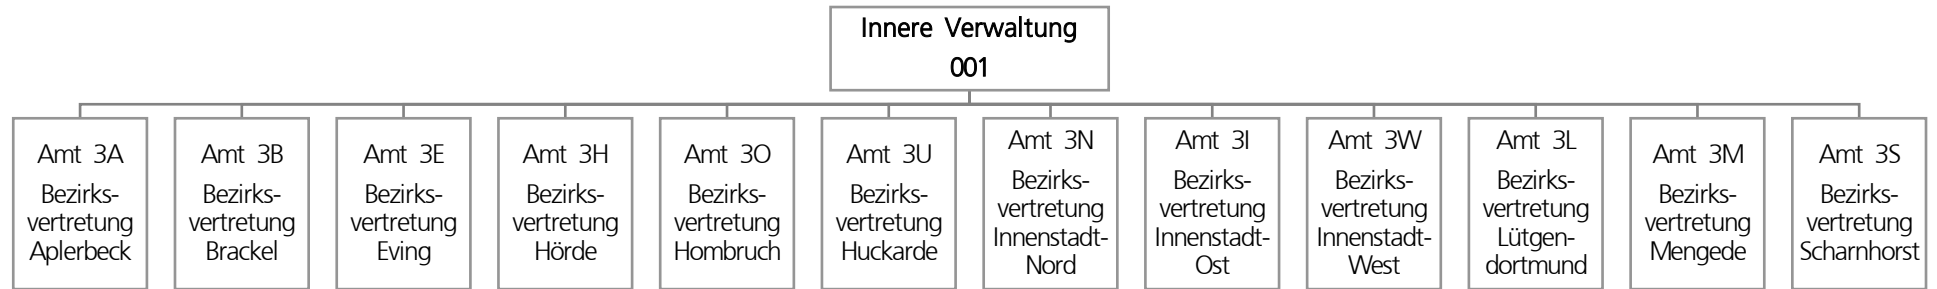 Innere Verwaltung
001
Amt 3A
Bezirks-
vertretung
Aplerbeck
Amt 3B
Bezirks-
vertretung
Brackel
Amt 3E
Bezirks-
vertretung
Eving
Amt 3H
Bezirks-
vertretung
Hörde
Amt 3O
Bezirks-
vertretung
Hombruch
Amt 3U
Bezirks-
vertretung
Huckarde
Amt 3N
Bezirks-
vertretung
Innenstadt-
Nord
Amt 3I
Bezirks-
vertretung
Innenstadt-
Ost
Amt 3W
Bezirks-
vertretung
Innenstadt-
West
Amt 3L
Bezirks-
vertretung
Lütgen-
dortmund
Amt 3M
Bezirks-
vertretung
Mengede
Amt 3S
Bezirks-
vertretung
Scharnhorst